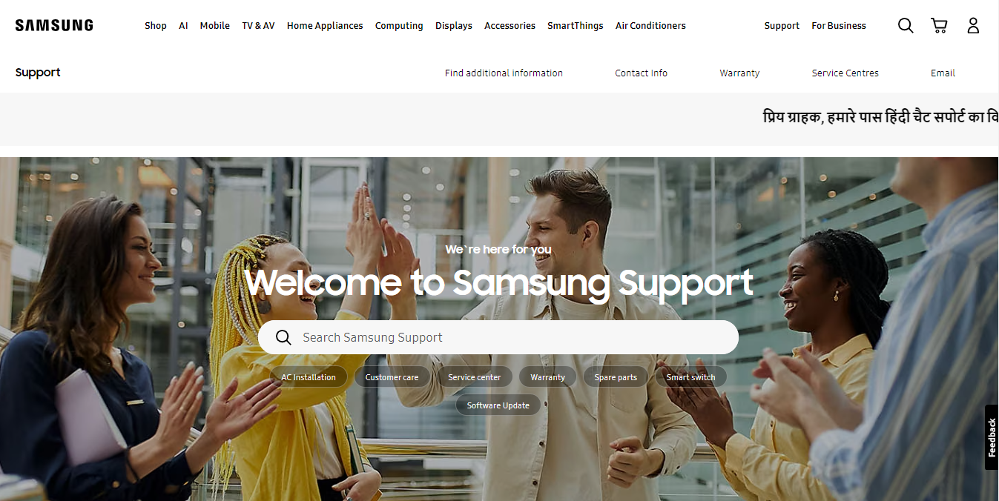 SAMSUNG Shop AI Mobile TV & AV Home Appliances Computing Displays Accessories SmartThings Air Conditioners Support For Business
Support Find additional information Contact Info Warranty Service Centres Email
प्रिय ग्राहक, हमारे पास हिंदी चैट सपोर्ट का वि
We`re here for you
Welcome to Samsung Support
Search Samsung Support
AC Installation Customer care Service center Warranty Spare parts Smart switch
Software Update
Feedback